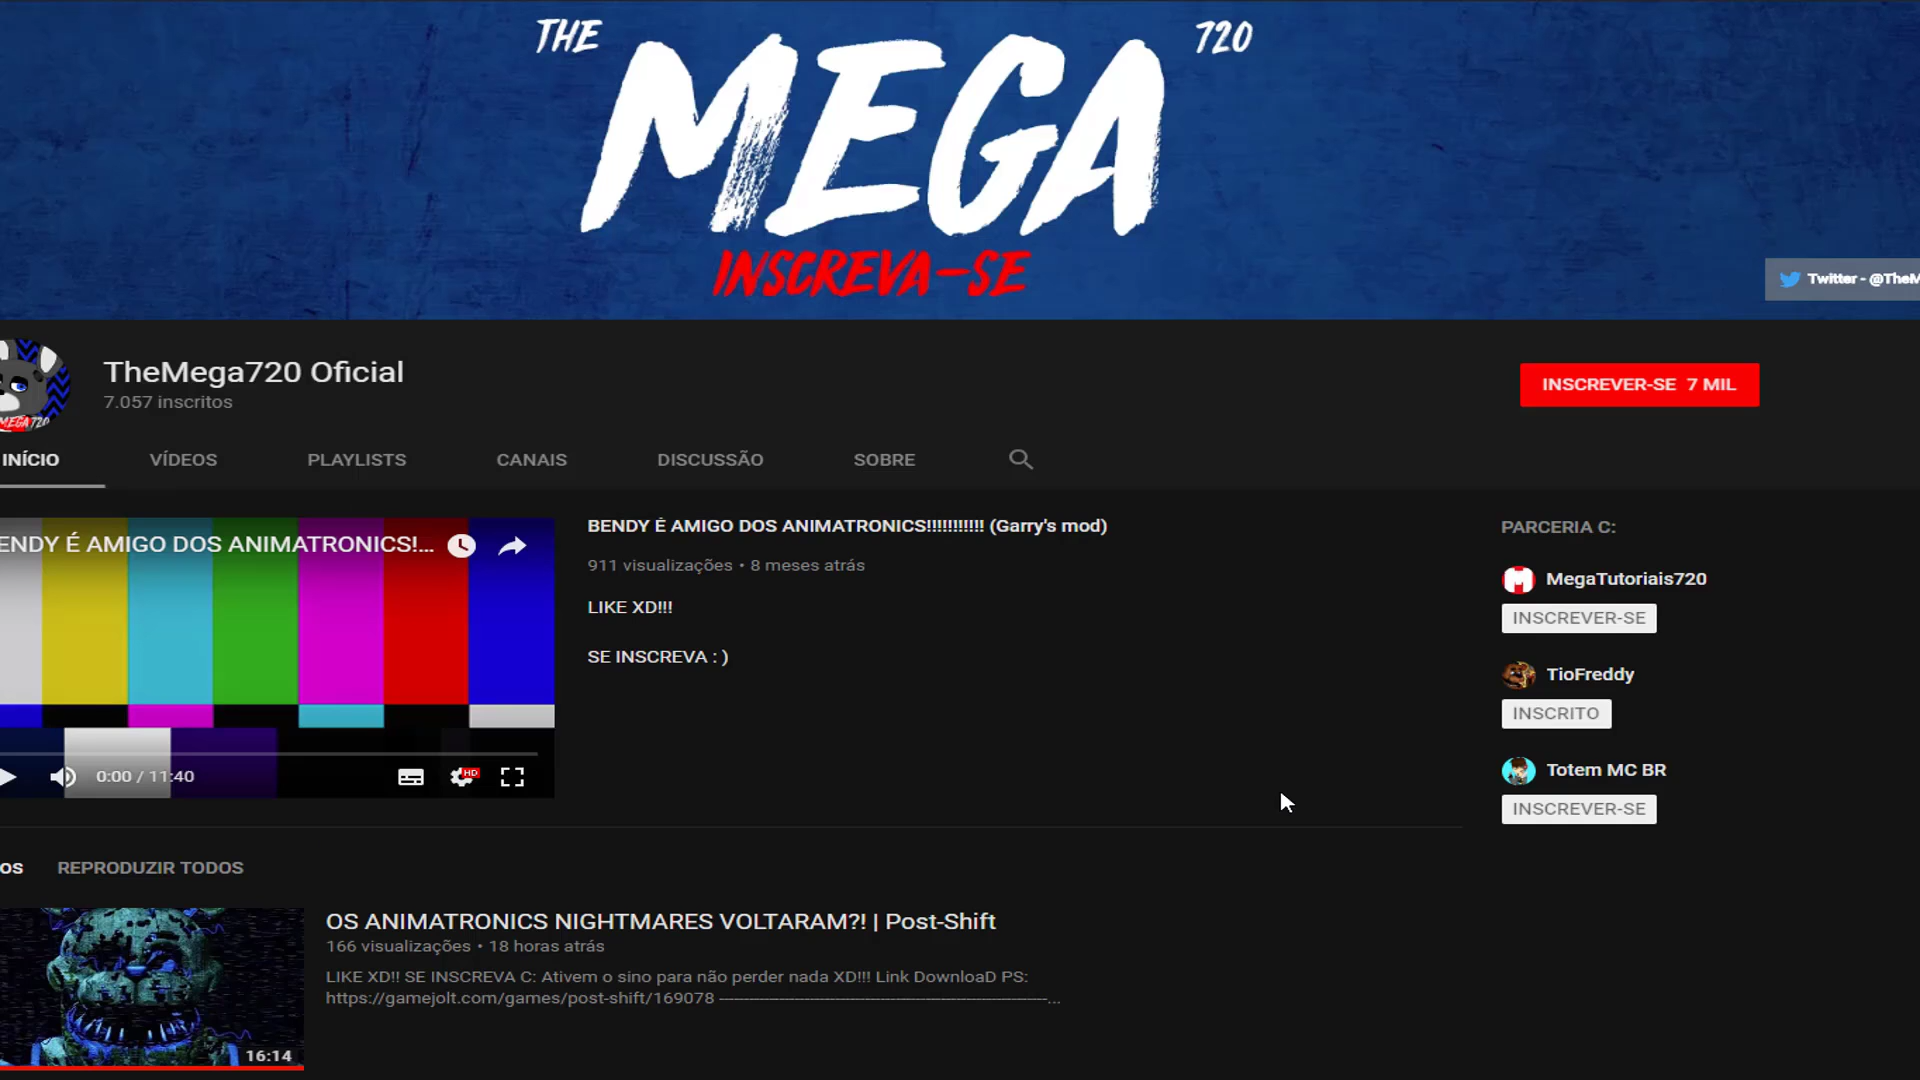 THE
720
MEGA
INSCREVA-SE
Twitter - @TheM
TheMega720 Oficial
7.057 inscritos
MEGA720
INSCREVER-SE 7 MIL
INÍCIO
VÍDEOS
PLAYLISTS
CANAIS
DISCUSSÃO
SOBRE
ENDY É AMIGO DOS ANIMATRONICS!...
0:00 / 11:40
HD
BENDY É AMIGO DOS ANIMATRONICS!!!!!!!!!!! (Garry's mod)
911 visualizações • 8 meses atrás
LIKE XD!!!
SE INSCREVA : )
PARCERIA C:
MegaTutoriais720
INSCREVER-SE
TioFreddy
INSCRITO
Totem MC BR
INSCREVER-SE
os
REPRODUZIR TODOS
16:14
OS ANIMATRONICS NIGHTMARES VOLTARAM?! | Post-Shift
166 visualizações • 18 horas atrás
LIKE XD!! SE INSCREVA C: Ativem o sino para não perder nada XD!!! Link DownloaD PS:
https://gamejolt.com/games/post-shift/169078 --------------------------------------------------------------------...